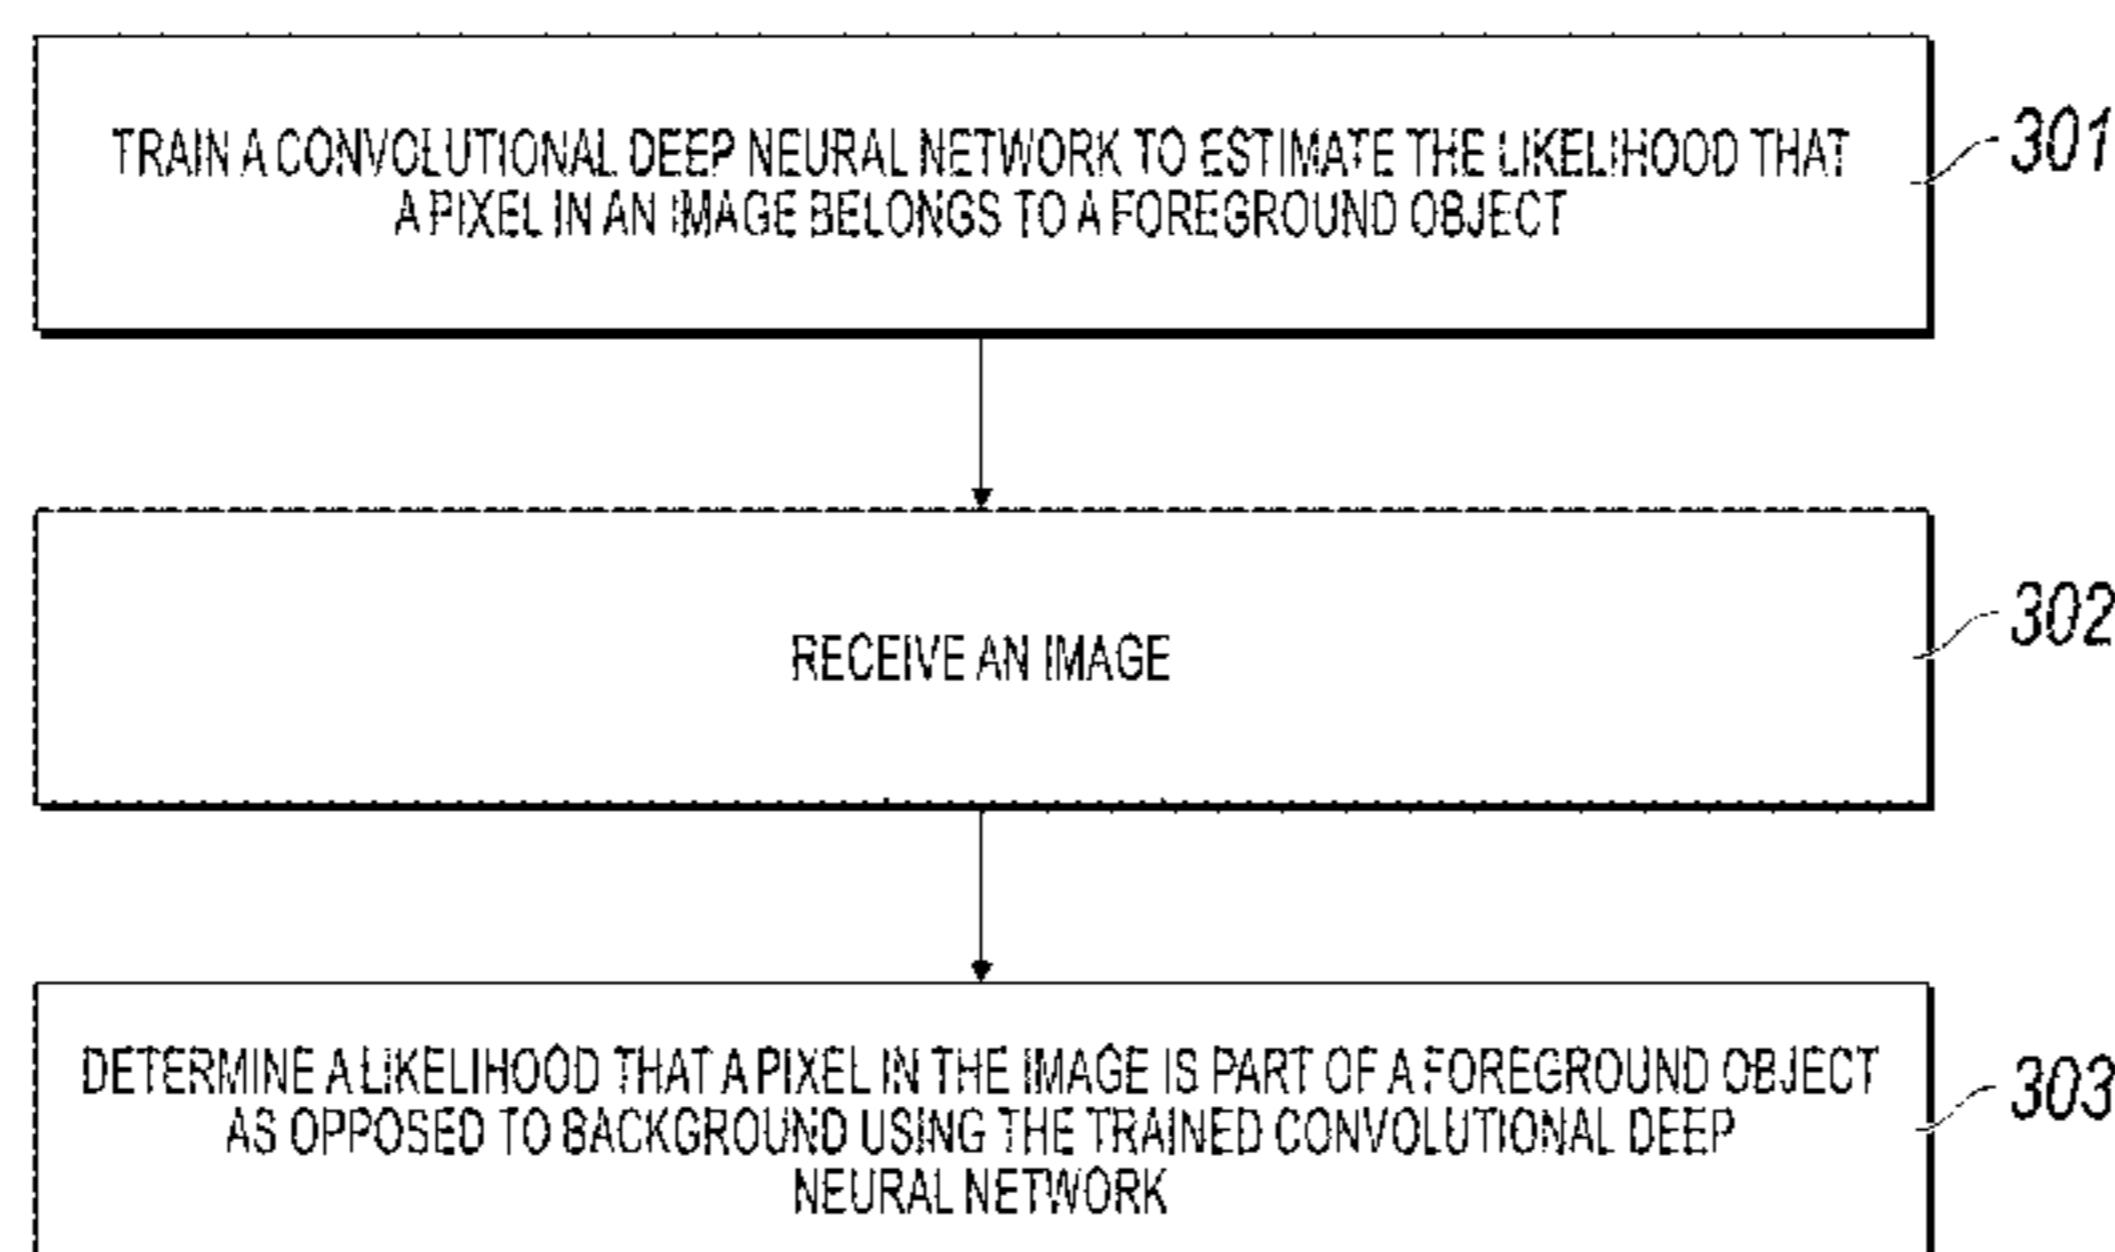 TRAIN A CONVOLUTIONAL DEEP NEURAL NETWORK TO ESTIMATE THE LIKELIHOOD THAT
A PIXEL IN AN IMAGE BELONGS TO A FOREGROUND OBJECT
301
RECEIVE AN IMAGE
302
DETERMINE A LIKELIHOOD THAT A PIXEL IN THE IMAGE IS PART OF A FOREGROUND OBJECT
AS OPPOSED TO BACKGROUND USING THE TRAINED CONVOLUTIONAL DEEP
NEURAL NETWORK
303